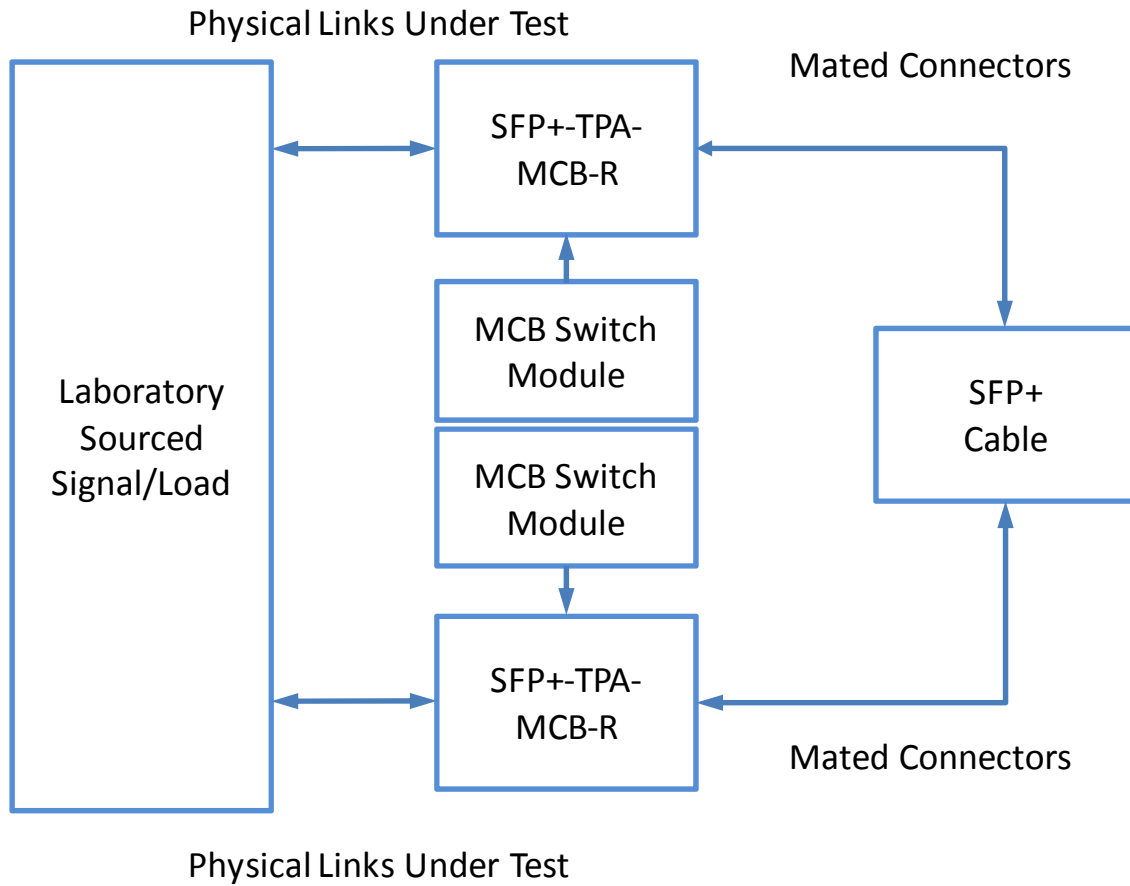 Physical Links Under Test
Mated Connectors
SFP+-TPA-
MCB-R
MCB Switch
Module
Laboratory
Sourced
Signal/Load
SFP+
Cable
MCB Switch
Module
SFP+-TPA-
MCB-R
Mated Connectors
Physical Links Under Test